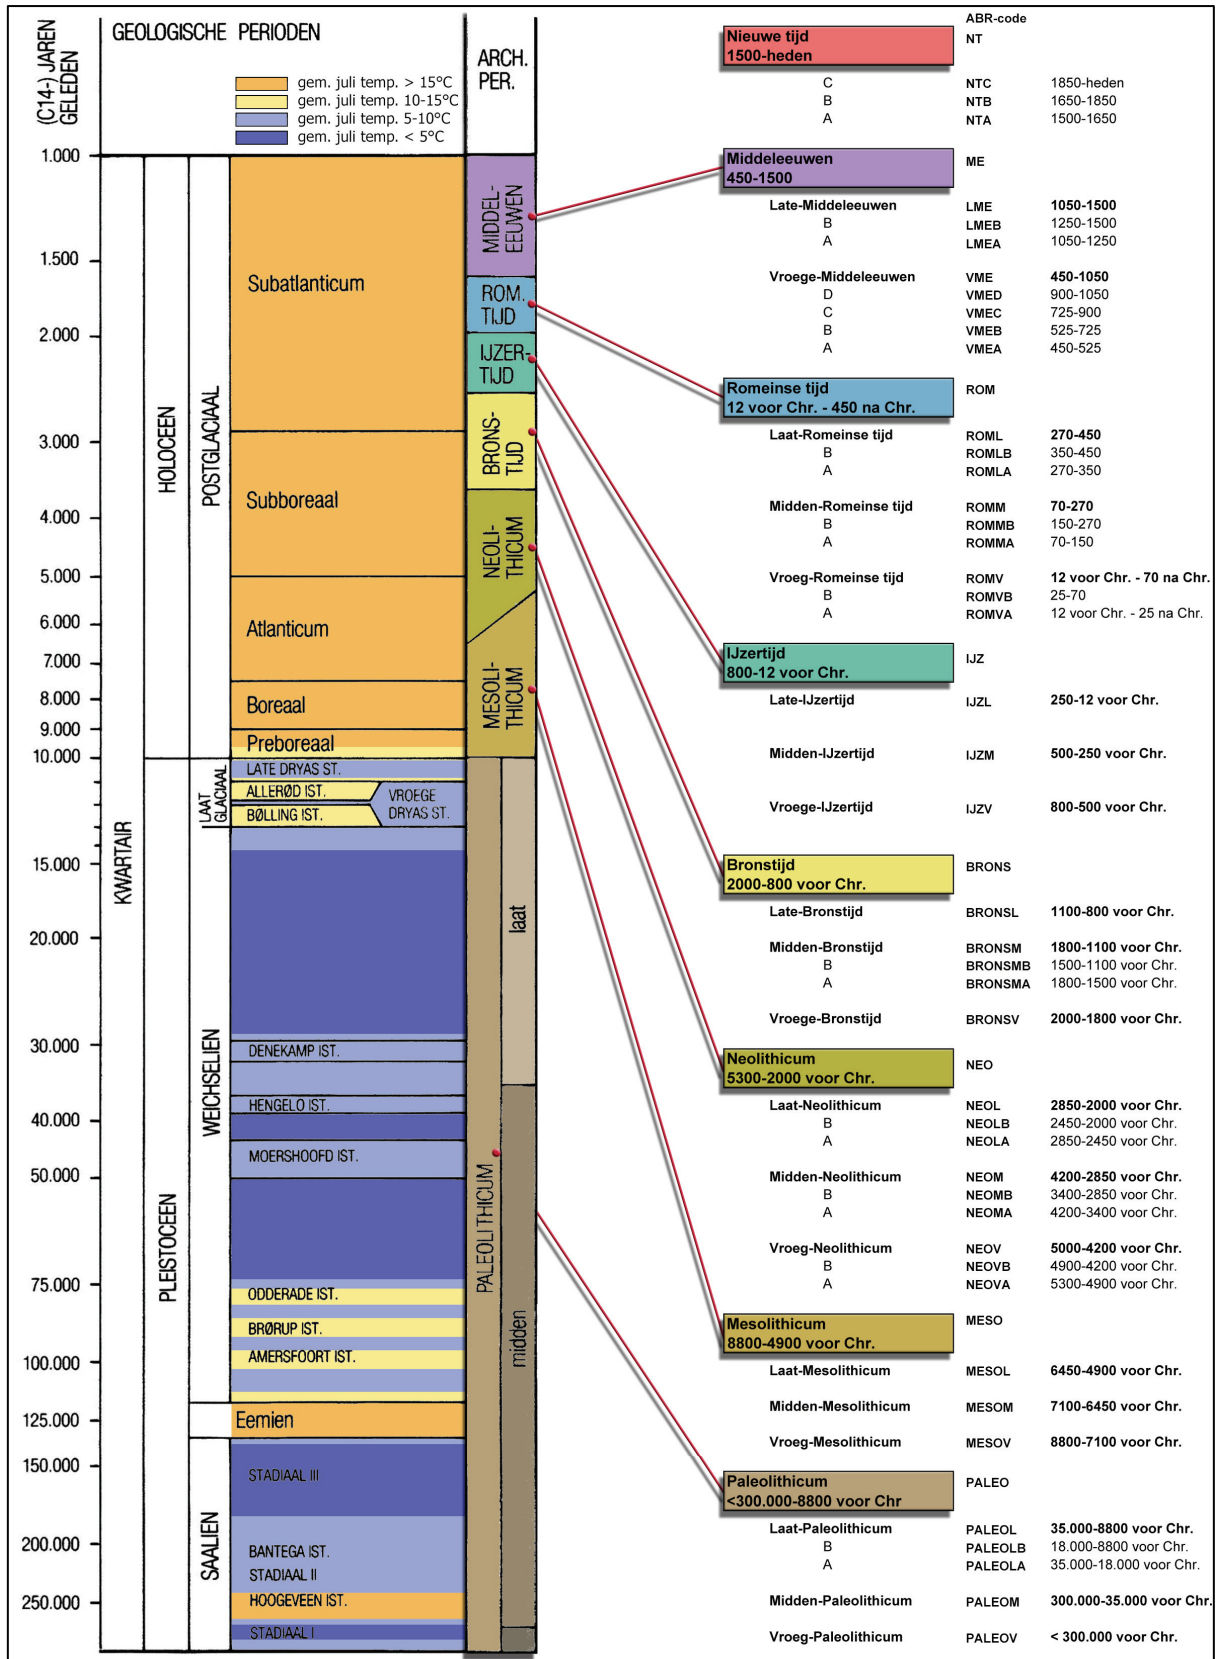 (C14-) JAREN
GELEDEN
GEOLOGISCHE PERIODEN
gem. juli temp. > 15°C
gem. juli temp. 10-15°C
gem. juli temp. 5-10°C
gem. juli temp. < 5°C
ARCH.
PER.
1.000
1.500
2.000
3.000
4.000
5.000
6.000
7.000
8.000
9.000
10.000
15.000
20.000
30.000
40.000
50.000
75.000
100.000
125.000
150.000
200.000
250.000
KWARTAIR
HOLOCEEN
PLEISTOCEEN
POSTGLACIAAL
LAAT
GLACIAAL
WEICHSELIEN
SAALIEN
Subatlanticum
Subboreaal
Atlanticum
Boreaal
Preboreaal
LATE DRYAS ST.
ALLERØD IST.
VROEGE
DRYAS ST.
BØLLING IST.
DENEKAMP IST.
HENGELO IST.
MOERSHOOFD IST.
ODDERADE IST.
BRØRUP IST.
AMERSFOORT IST.
Eemien
STADIAAL III
BANTEGA IST.
STADIAAL II
HOOGEVEEN IST.
STADIAAL I
MIDDEL-
EEUWEN
ROM.
TIJD
IJZER-
TIJD
BRONS-
TIJD
NEOLI-
THICUM
MESOLI-
THICUM
PALEOLITHICUM
laat
midden
ABR-code
Nieuwe tijd NT
1500-heden
C NTC 1850-heden
B NTB 1650-1850
A NTA 1500-1650
Middeleeuwen ME
450-1500
Late-Middeleeuwen LME 1050-1500
B LMEB 1250-1500
A LMEA 1050-1250
Vroege-Middeleeuwen VME 450-1050
D VMED 900-1050
C VMEC 725-900
B VMEB 525-725
A VMEA 450-525
Romeinse tijd ROM
12 voor Chr. - 450 na Chr.
Laat-Romeinse tijd ROML 270-450
B ROMLB 350-450
A ROMLA 270-350
Midden-Romeinse tijd ROMM 70-270
B ROMMB 150-270
A ROMMA 70-150
Vroeg-Romeinse tijd ROMV 12 voor Chr. - 70 na Chr.
B ROMVB 25-70
A ROMVA 12 voor Chr. - 25 na Chr.
IJzertijd IJZ
800-12 voor Chr.
Late-IJzertijd IJZL 250-12 voor Chr.
Midden-IJzertijd IJZM 500-250 voor Chr.
Vroege-IJzertijd IJZV 800-500 voor Chr.
Bronstijd BRONS
2000-800 voor Chr.
Late-Bronstijd BRONSL 1100-800 voor Chr.
Midden-Bronstijd BRONSM 1800-1100 voor Chr.
B BRONSMB 1500-1100 voor Chr.
A BRONSMA 1800-1500 voor Chr.
Vroege-Bronstijd BRONSV 2000-1800 voor Chr.
Neolithicum NEO
5300-2000 voor Chr.
Laat-Neolithicum NEOL 2850-2000 voor Chr.
B NEOLB 2450-2000 voor Chr.
A NEOLA 2850-2450 voor Chr.
Midden-Neolithicum NEOM 4200-2850 voor Chr.
B NEOMB 3400-2850 voor Chr.
A NEOMA 4200-3400 voor Chr.
Vroeg-Neolithicum NEOV 5000-4200 voor Chr.
B NEOVB 4900-4200 voor Chr.
A NEOVA 5300-4900 voor Chr.
Mesolithicum MESO
8800-4900 voor Chr.
Laat-Mesolithicum MESOL 6450-4900 voor Chr.
Midden-Mesolithicum MESOM 7100-6450 voor Chr.
Vroeg-Mesolithicum MESOV 8800-7100 voor Chr.
Paleolithicum PALEO
<300.000-8800 voor Chr
Laat-Paleolithicum PALEOL 35.000-8800 voor Chr.
B PALEOLB 18.000-8800 voor Chr.
A PALEOLA 35.000-18.000 voor Chr.
Midden-Paleolithicum PALEOM 300.000-35.000 voor Chr.
Vroeg-Paleolithicum PALEOV < 300.000 voor Chr.